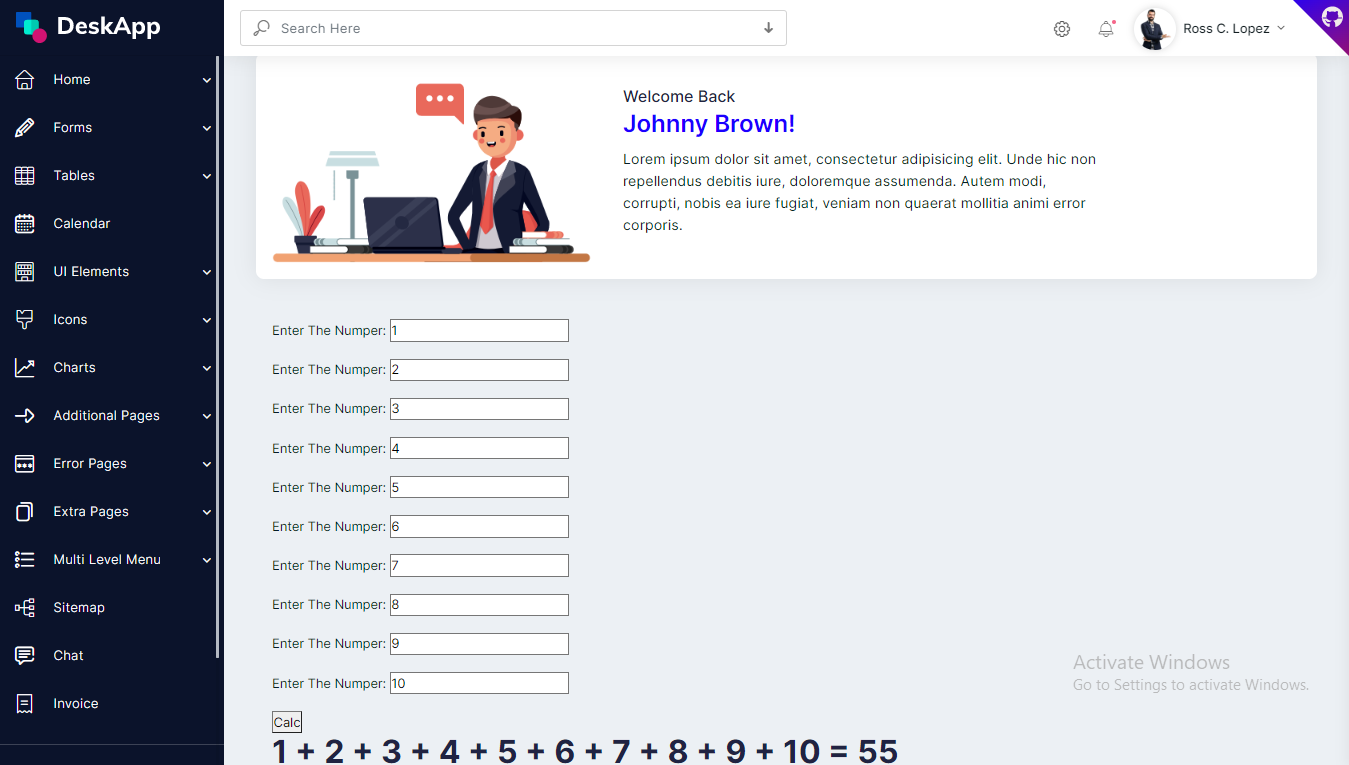 DeskApp
Search Here
Ross C. Lopez
Home
Forms
Tables
Calendar
UI Elements
Icons
Charts
Additional Pages
Error Pages
Extra Pages
Multi Level Menu
Sitemap
Chat
Invoice
Welcome Back
Johnny Brown!
Lorem ipsum dolor sit amet, consectetur adipisicing elit. Unde hic non
repellendus debitis iure, doloremque assumenda. Autem modi,
corrupti, nobis ea iure fugiat, veniam non quaerat mollitia animi error
corporis.
Enter The Numper: 1
Enter The Numper: 2
Enter The Numper: 3
Enter The Numper: 4
Enter The Numper: 5
Enter The Numper: 6
Enter The Numper: 7
Enter The Numper: 8
Enter The Numper: 9
Enter The Numper: 10
Calc
1 + 2 + 3 + 4 + 5 + 6 + 7 + 8 + 9 + 10 = 55
Activate Windows
Go to Settings to activate Windows.